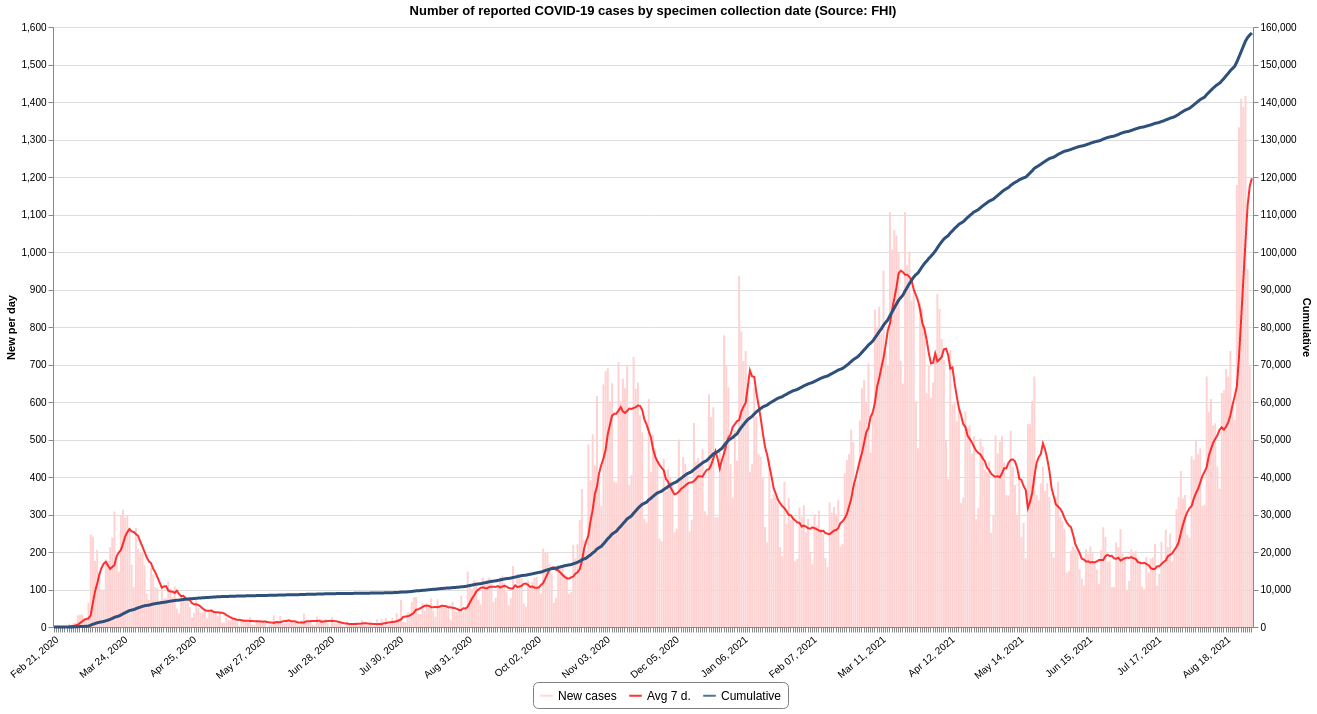 Number of reported COVID-19 cases by specimen collection date (Source: FHI)
1,600
1,500
1,400
1,300
1,200
1,100
1,000
900
800
700
600
500
400
300
200
100
0
New per day
160,000
150,000
140,000
130,000
120,000
110,000
100,000
90,000
80,000
70,000
60,000
50,000
40,000
30,000
20,000
10,000
0
Cumulative
Feb 21, 2020
Mar 24, 2020
Apr 25, 2020
May 27, 2020
Jun 28, 2020
Jul 30, 2020
Aug 31, 2020
Oct 02, 2020
Nov 03, 2020
Dec 05, 2020
Jan 06, 2021
Feb 07, 2021
Mar 11, 2021
Apr 12, 2021
May 14, 2021
Jun 15, 2021
Jul 17, 2021
Aug 18, 2021
New cases Avg 7 d. Cumulative